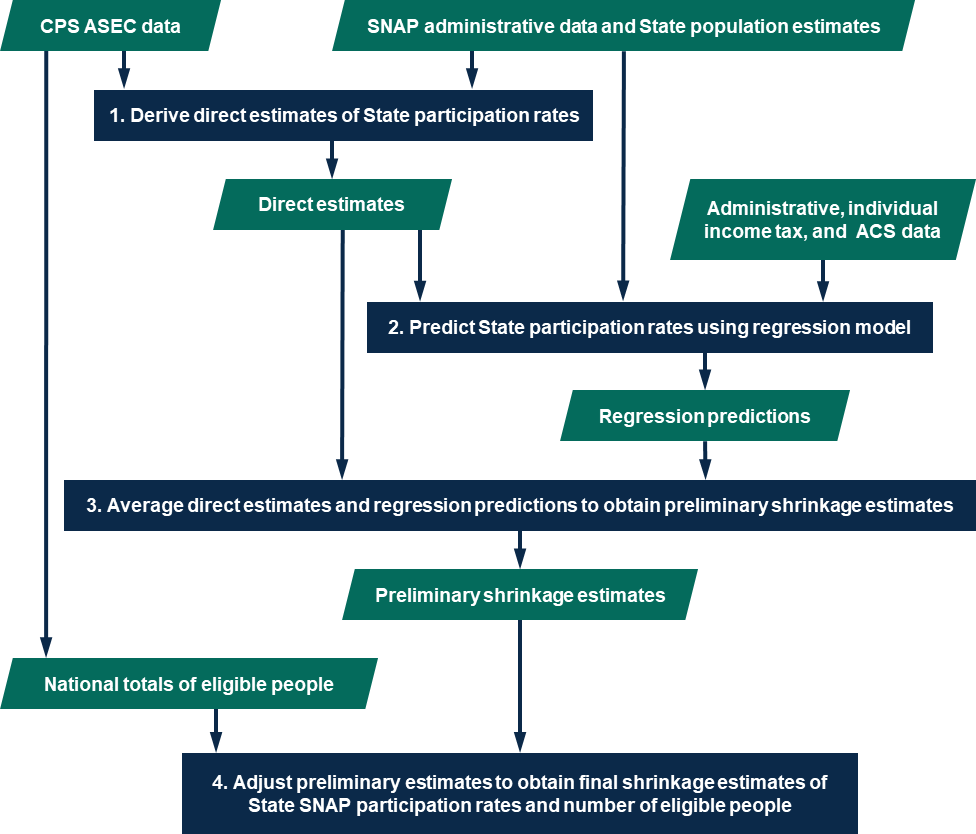 CPS ASEC data
SNAP administrative data and State population estimates
1. Derive direct estimates of State participation rates
Direct estimates
Administrative, individual
income tax, and ACS data
2. Predict State participation rates using regression model
Regression predictions
3. Average direct estimates and regression predictions to obtain preliminary shrinkage estimates
Preliminary shrinkage estimates
National totals of eligible people
4. Adjust preliminary estimates to obtain final shrinkage estimates of
State SNAP participation rates and number of eligible people